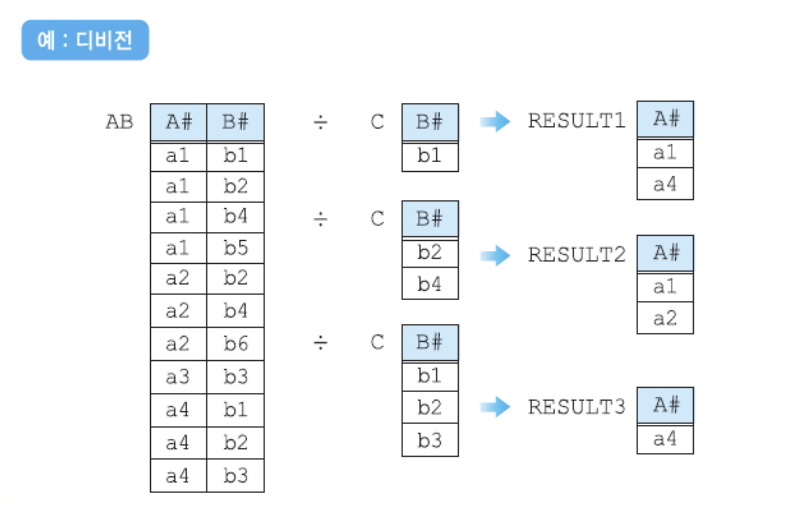 예 : 디비전
AB A# B# ÷ C B# RESULT1 A#
a1 b1 b1 a1
a1 b2 a4
a1 b4 ÷ C B#
a1 b5 b2 RESULT2 A#
a2 b2 b4 a1
a2 b4 a2
a2 b6 ÷ C B#
a3 b3 b1
a4 b1 b2 RESULT3 A#
a4 b2 b3 a4
a4 b3